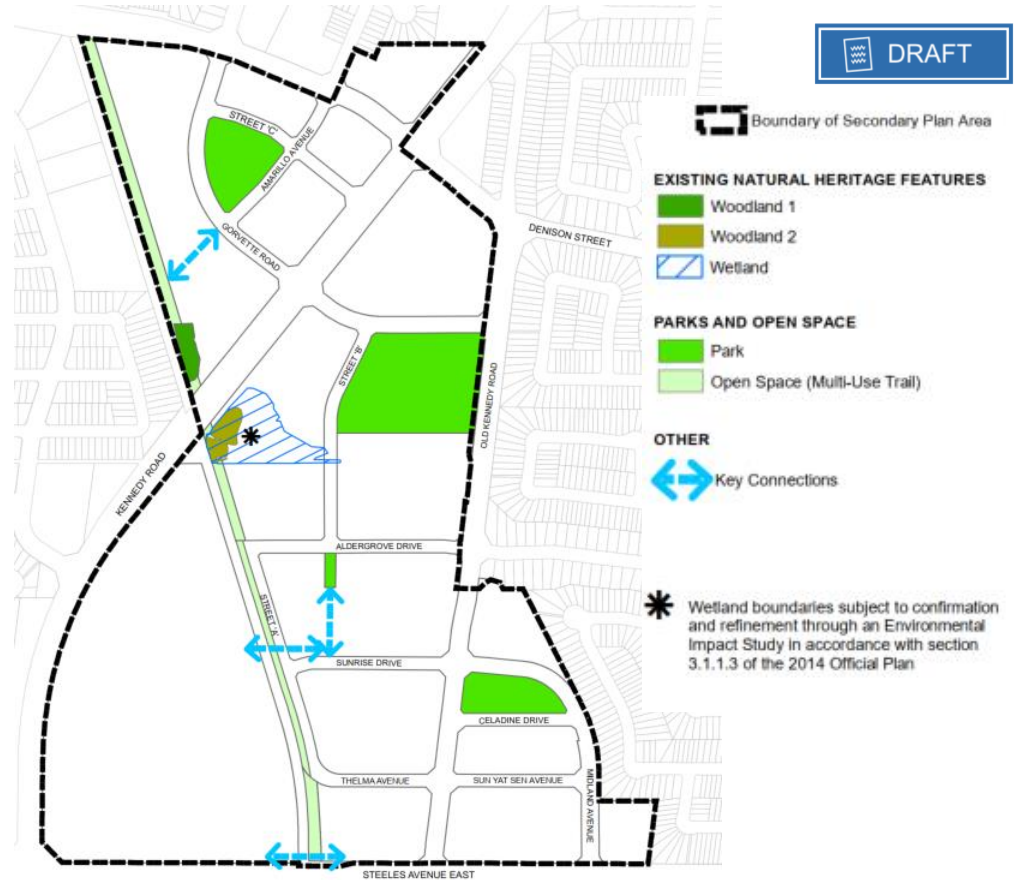 DRAFT
Boundary of Secondary Plan Area
EXISTING NATURAL HERITAGE FEATURES
Woodland 1
Woodland 2
Wetland
PARKS AND OPEN SPACE
Park
Open Space (Multi-Use Trail)
OTHER
Key Connections
Wetland boundaries subject to confirmation
and refinement through an Environmental
Impact Study in accordance with section
3.1.1.3 of the 2014 Official Plan
STREET 'C'
AMARILLO AVENUE
GORVETTE ROAD
DENISON STREET
STREET 'B'
OLD KENNEDY ROAD
KENNEDY ROAD
ALDERGROVE DRIVE
STREET 'A'
SUNRISE DRIVE
CELADINE DRIVE
THELMA AVENUE
SUN YAT SEN AVENUE
MIDLAND AVENUE
STEELES AVENUE EAST